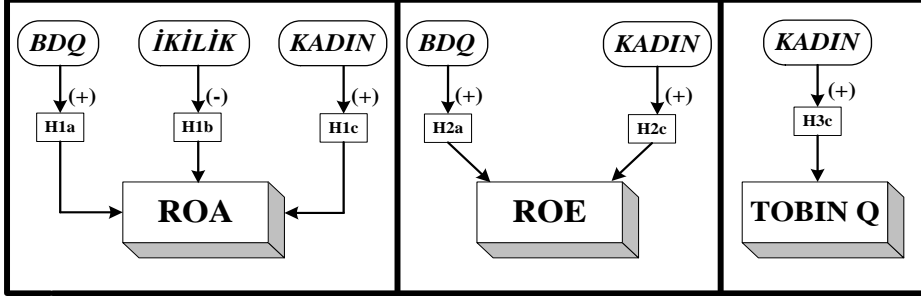 BDQ
İKİLİK
KADIN
(+)
(-)
(+)
H1a
H1b
H1c
ROA
BDQ
KADIN
(+)
(+)
H2a
H2c
ROE
KADIN
(+)
H3c
TOBIN Q